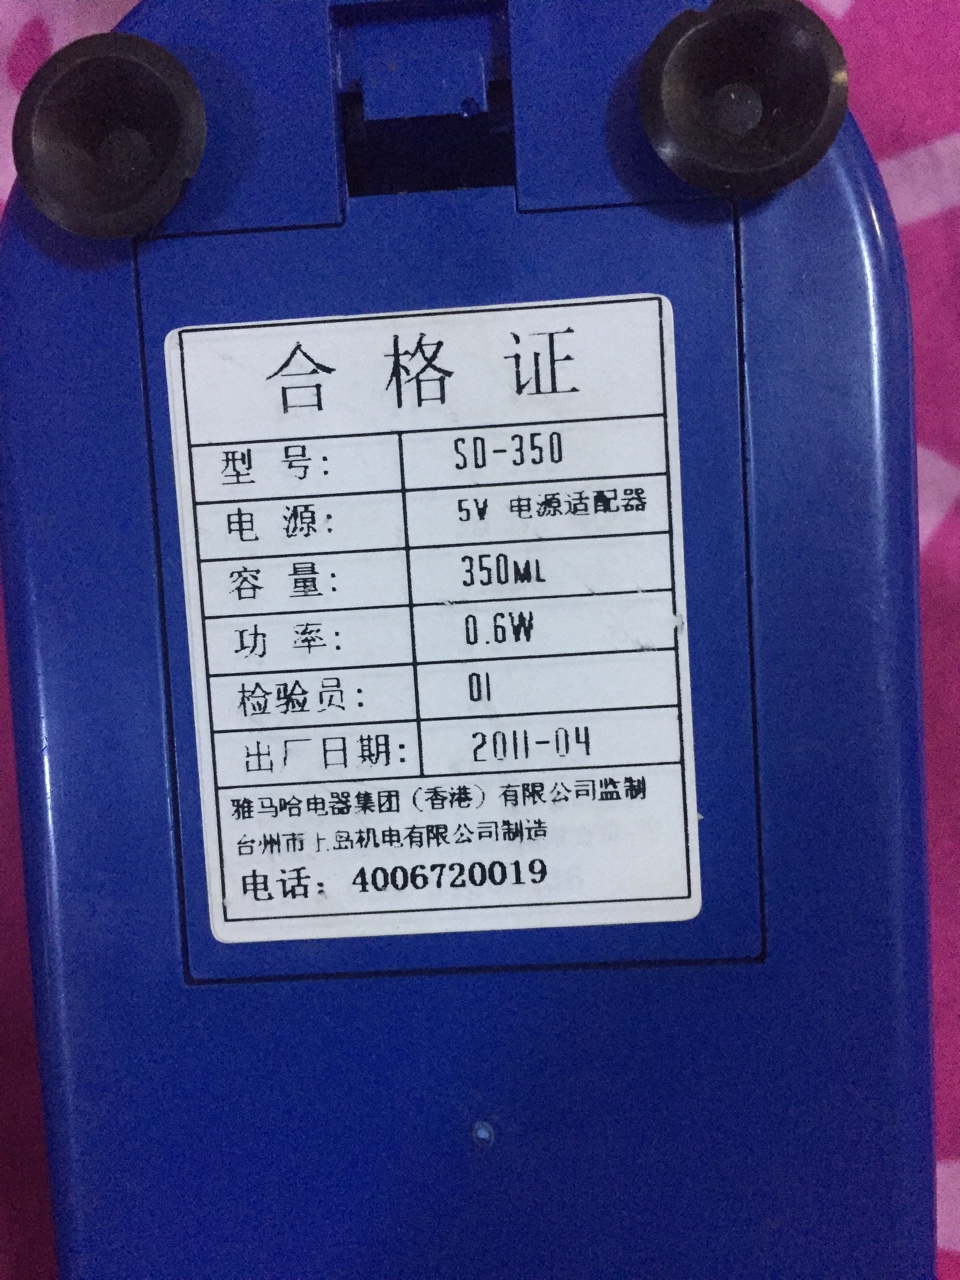 合格证
型号: SD-350
电源: 5V 电源适配器
容量: 350ML
功率: 0.6W
检验员: 01
出厂日期: 2011-04
雅马哈电器集团（香港）有限公司监制
台州市上岛机电有限公司制造
电话：4006720019